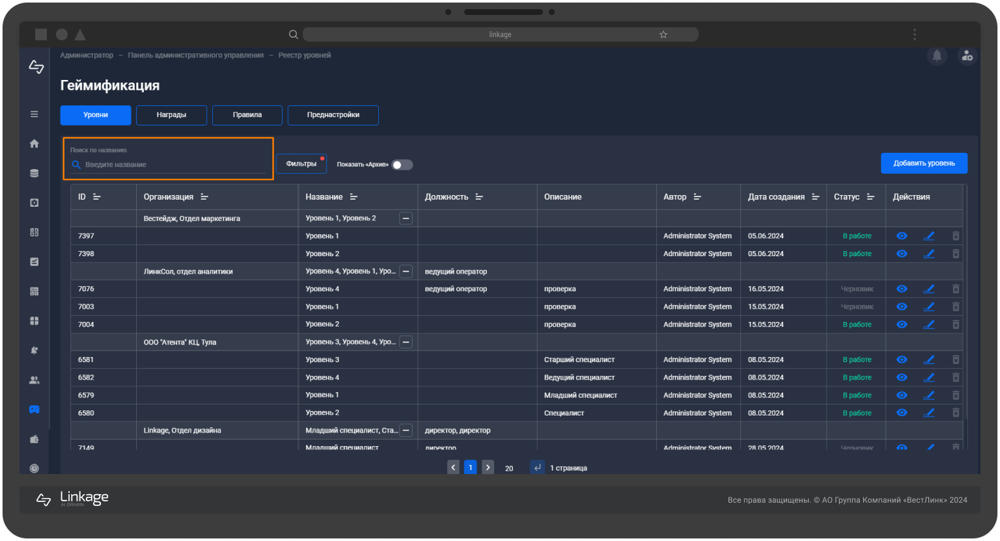 linkage
Администратор – Панель административного управления – Реестр уровней
Геймификация
Уровни Награды Правила Преднастройки
Поиск по названию
Введите название
Фильтры Показать «Архив» Добавить уровень
ID Организация Название Должность Описание Автор Дата создания Статус Действия
Вестейдж, Отдел маркетинга Уровень 1, Уровень 2
7397 Уровень 1 Administrator System 05.06.2024 В работе
7398 Уровень 2 Administrator System 05.06.2024 В работе
ЛинкСол, отдел аналитики Уровень 4, Уровень 1, Уро... ведущий оператор
7076 Уровень 4 ведущий оператор проверка Administrator System 16.05.2024 Черновик
7003 Уровень 1 проверка Administrator System 15.05.2024 Черновик
7004 Уровень 2 проверка Administrator System 15.05.2024 В работе
ООО "Атента" КЦ, Тула Уровень 3, Уровень 4, Уро...
6581 Уровень 3 Старший специалист Administrator System 08.05.2024 В работе
6582 Уровень 4 Ведущий специалист Administrator System 08.05.2024 В работе
6579 Уровень 1 Младший специалист Administrator System 08.05.2024 В работе
6580 Уровень 2 Специалист Administrator System 08.05.2024 В работе
Linkage, Отдел дизайна Младший специалист, Ста... директор, директор
7149 Младший специалист директор Administrator System 28.05.2024 Черновик
1 20 1 страница
Linkage
AI DRIVEN
Все права защищены. © АО Группа Компаний «ВестЛинк» 2024